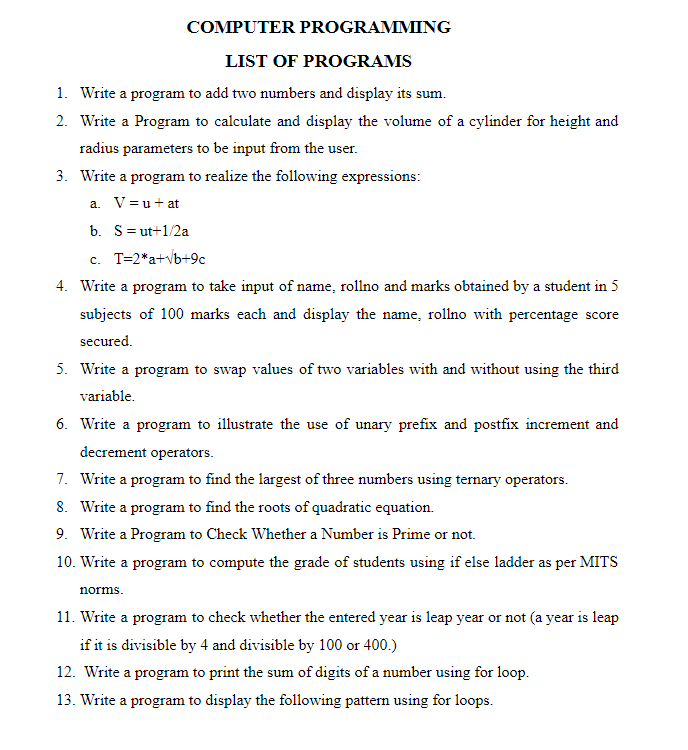 COMPUTER PROGRAMMING
LIST OF PROGRAMS
1. Write a program to add two numbers and display its sum.
2. Write a Program to calculate and display the volume of a cylinder for height and
radius parameters to be input from the user.
3. Write a program to realize the following expressions:
a. V = u + at
b. S = ut+1/2a
c. T=2*a+√b+9c
4. Write a program to take input of name, rollno and marks obtained by a student in 5
subjects of 100 marks each and display the name, rollno with percentage score
secured.
5. Write a program to swap values of two variables with and without using the third
variable.
6. Write a program to illustrate the use of unary prefix and postfix increment and
decrement operators.
7. Write a program to find the largest of three numbers using ternary operators.
8. Write a program to find the roots of quadratic equation.
9. Write a Program to Check Whether a Number is Prime or not.
10. Write a program to compute the grade of students using if else ladder as per MITS
norms.
11. Write a program to check whether the entered year is leap year or not (a year is leap
if it is divisible by 4 and divisible by 100 or 400.)
12. Write a program to print the sum of digits of a number using for loop.
13. Write a program to display the following pattern using for loops.